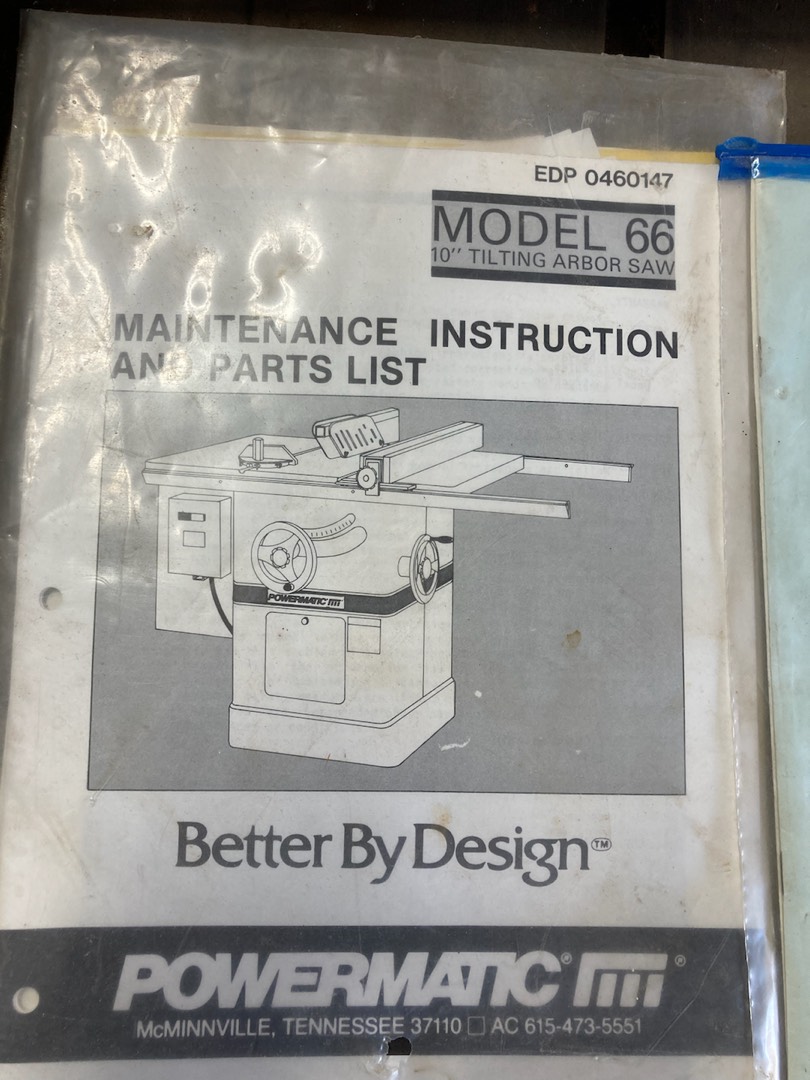 EDP 0460147
MODEL 66
10" TILTING ARBOR SAW
MAINTENANCE INSTRUCTION
AND PARTS LIST
POWERMATIC
Better By Design™
POWERMATIC® ®
McMINNVILLE, TENNESSEE 37110 □ AC 615-473-5551